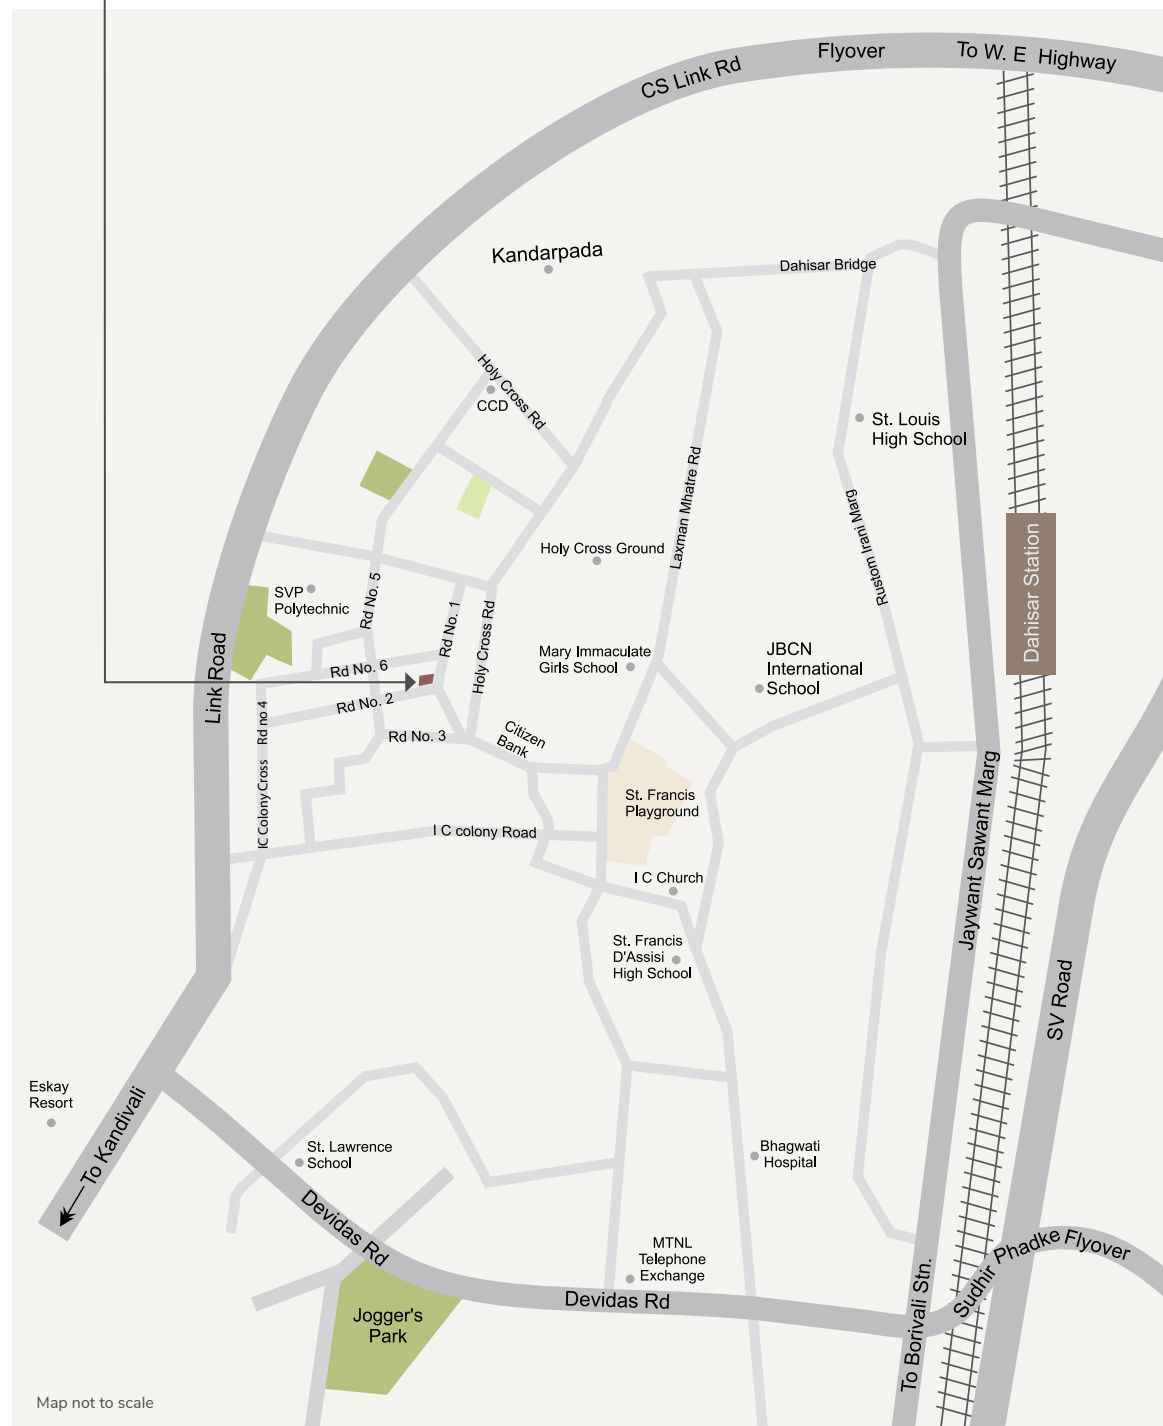 Flyover
To W. E Highway
CS Link Rd
Kandarpada
Dahisar Bridge
Holy Cross Rd
CCD
St. Louis
High School
Laxman Mhatre Rd
Rustom Irani Marg
Holy Cross Ground
Dahisar Station
SVP
Polytechnic
Rd No. 5
Rd No. 1
Holy Cross Rd
Link Road
Rd No. 6
Rd No. 2
Rd No. 3
Mary Immaculate
Girls School
JBCN
International
School
IC Colony Cross Rd no 4
Citizen
Bank
St. Francis
Playground
I C colony Road
I C Church
Jaywant Sawant Marg
St. Francis
D'Assisi
High School
SV Road
Eskay
Resort
To Kandivali
St. Lawrence
School
Bhagwati
Hospital
Devidas Rd
MTNL
Telephone
Exchange
Sudhir Phadke Flyover
Devidas Rd
To Borivali Stn.
Jogger's
Park
Map not to scale